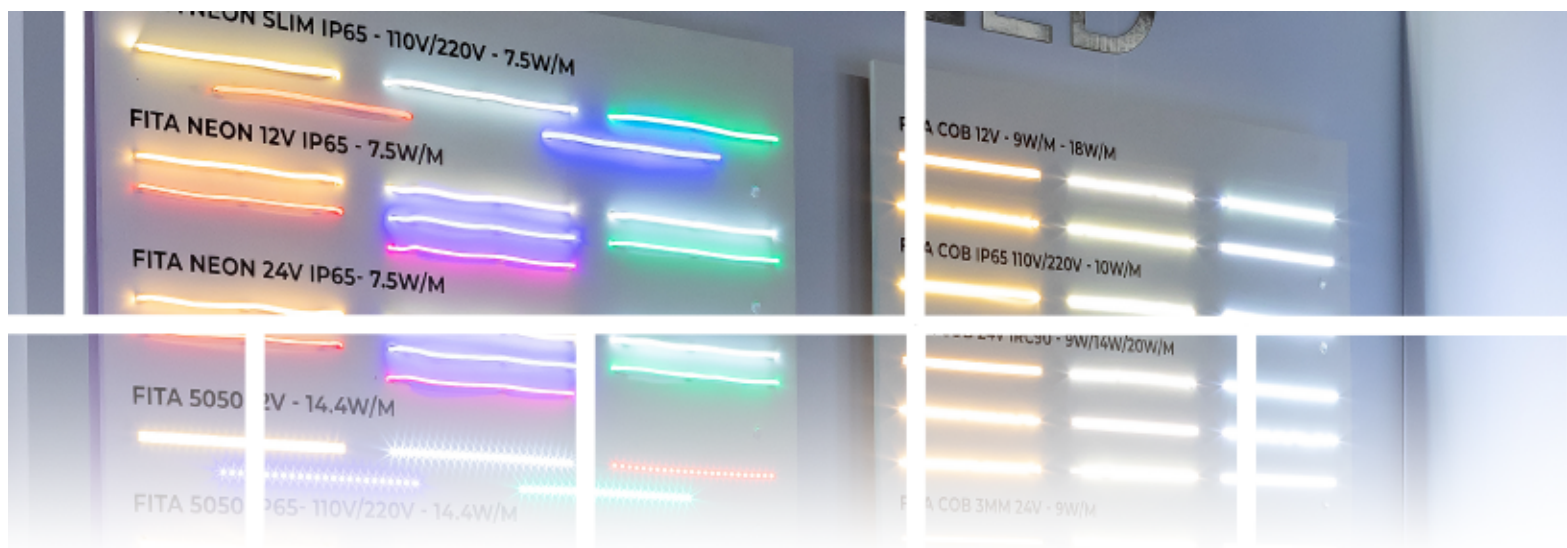 NEON SLIM IP65 - 110V/220V - 7.5W/M
FITA NEON 12V IP65 - 7.5W/M
FITA NEON 24V IP65- 7.5W/M
FITA 5050 2V - 14.4W/M
FITA 5050 P65- 110V/220V - 14.4W/M
ED
F A COB 12V - 9W/M - 18W/M
F A COB IP65 110V/220V - 10W/M
24V IRC90 - 9W/14W/20W/M
F A COB 3MM 24V - 9W/M